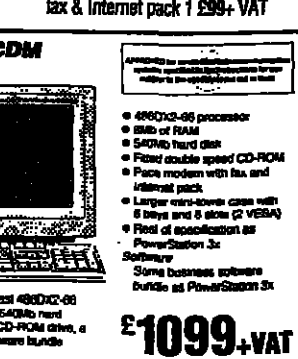 fax & Internet pack 1 £99+ VAT
CDM
● 486DX2-66 processor
● 8Mb of RAM
● 540Mb hard disk
● Fitted double speed CD-ROM
● Pace modem with fax and
internet pack
● Larger mini-tower case with
6 bays and 8 slots (2 VESA)
● Rest of specification as
PowerStation 3x
Software
Same business software
bundle as PowerStation 3x
486DX2-66
540Mb hard
CD-ROM drive, a
ware bundle
£1099+VAT